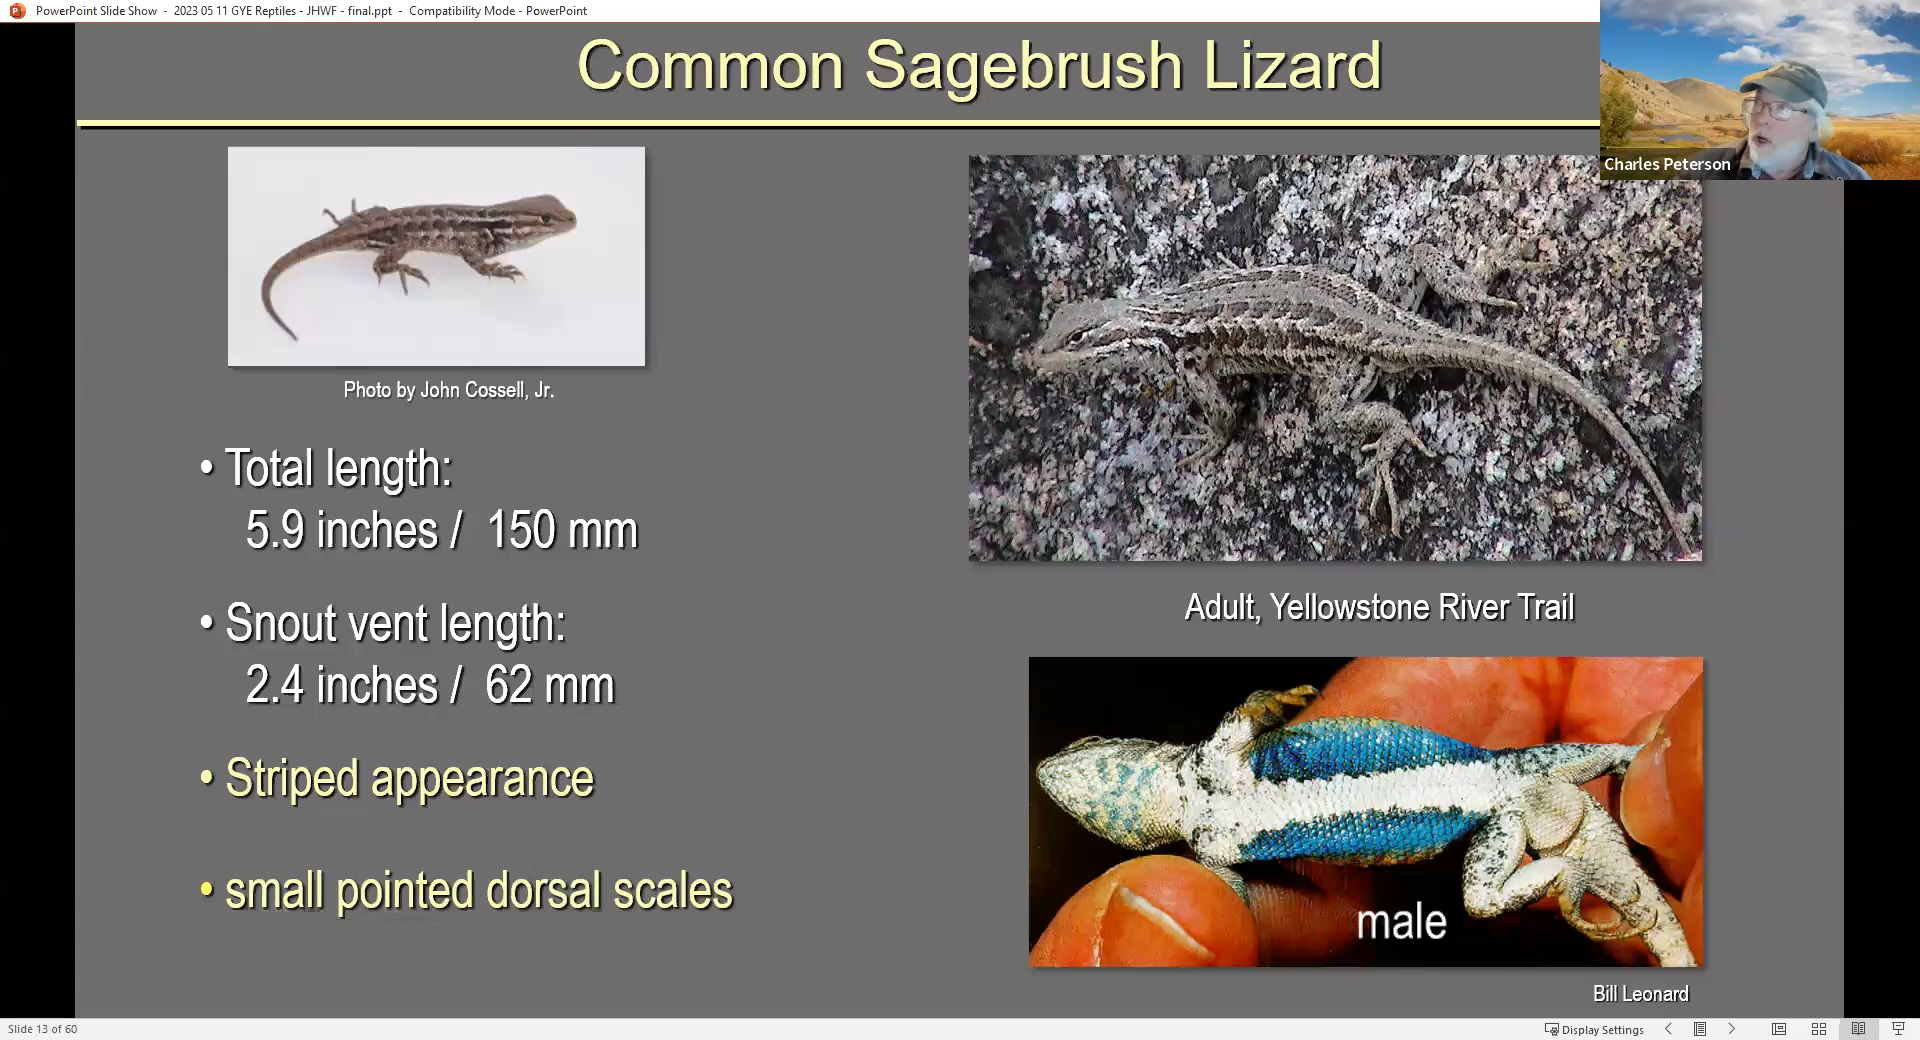 PowerPoint Slide Show - 2023 05 11 GYE Reptiles - JHWF - final.ppt - Compatibility Mode - PowerPoint
Common Sagebrush Lizard
Charles Peterson
Photo by John Cossell, Jr.
• Total length:
5.9 inches / 150 mm
• Snout vent length:
2.4 inches / 62 mm
• Striped appearance
• small pointed dorsal scales
Adult, Yellowstone River Trail
male
Bill Leonard
Slide 13 of 60
Display Settings